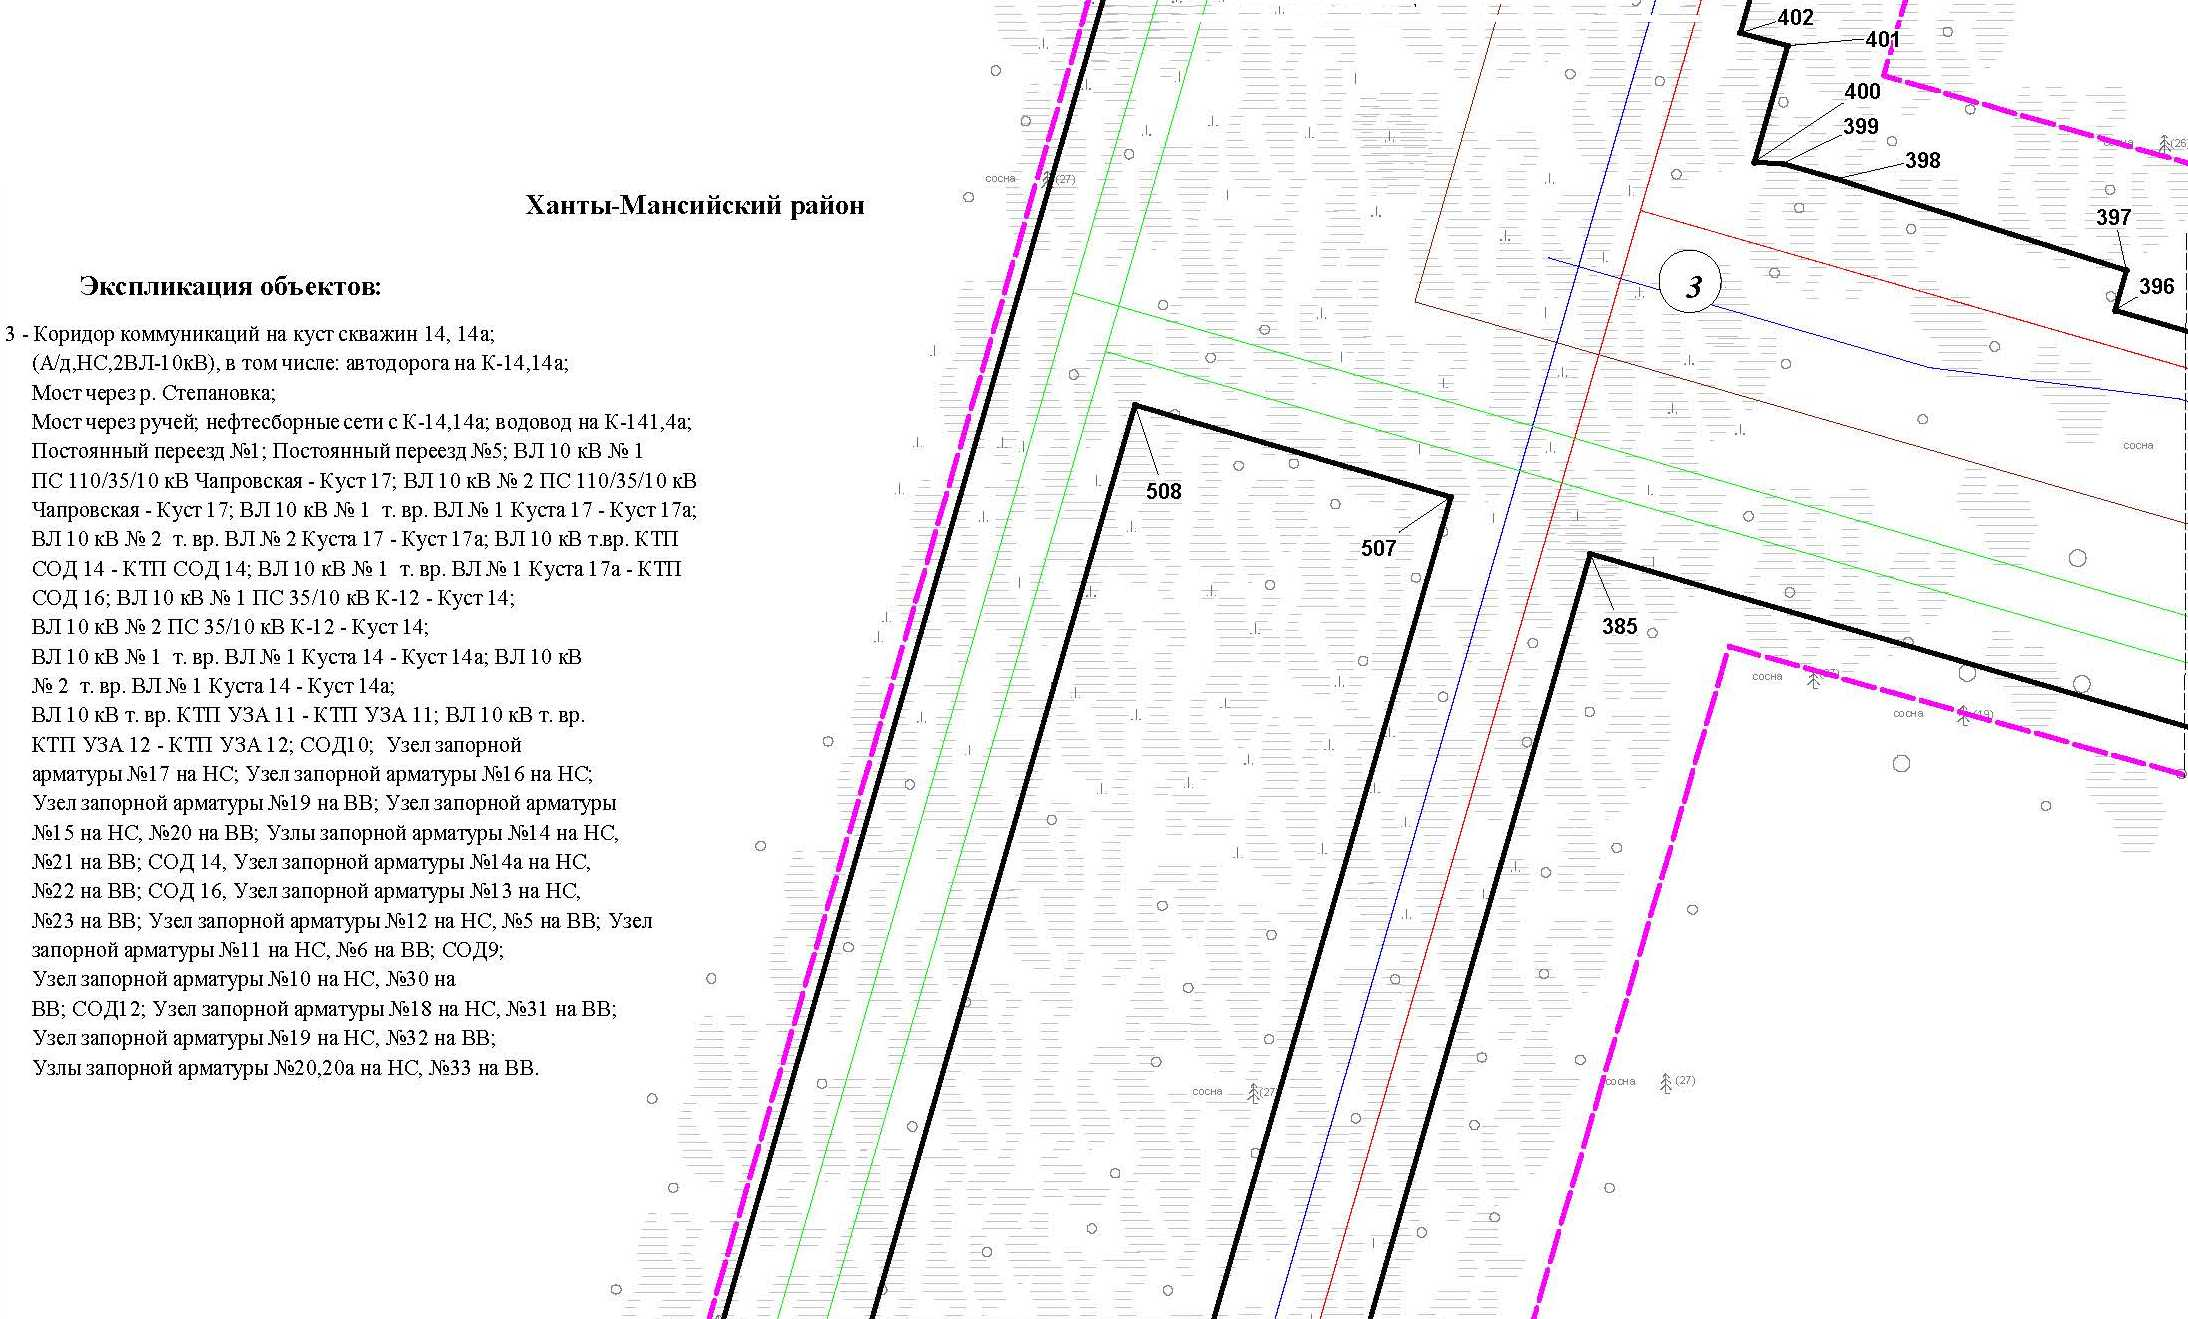 Ханты-Мансийский район
Экспликация объектов:
3 - Коридор коммуникаций на куст скважин 14, 14а;
(А/д,НС,2ВЛ-10кВ), в том числе: автодорога на К-14,14а;
Мост через р. Степановка;
Мост через ручей; нефтесборные сети с К-14,14а; водовод на К-141,4а;
Постоянный переезд №1; Постоянный переезд №5; ВЛ 10 кВ № 1
ПС 110/35/10 кВ Чапровская - Куст 17; ВЛ 10 кВ № 2 ПС 110/35/10 кВ
Чапровская - Куст 17; ВЛ 10 кВ № 1 т. вр. ВЛ № 1 Куста 17 - Куст 17а;
ВЛ 10 кВ № 2 т. вр. ВЛ № 2 Куста 17 - Куст 17а; ВЛ 10 кВ т.вр. КТП
СОД 14 - КТП СОД 14; ВЛ 10 кВ № 1 т. вр. ВЛ № 1 Куста 17а - КТП
СОД 16; ВЛ 10 кВ № 1 ПС 35/10 кВ К-12 - Куст 14;
ВЛ 10 кВ № 2 ПС 35/10 кВ К-12 - Куст 14;
ВЛ 10 кВ № 1 т. вр. ВЛ № 1 Куста 14 - Куст 14а; ВЛ 10 кВ
№ 2 т. вр. ВЛ № 1 Куста 14 - Куст 14а;
ВЛ 10 кВ т. вр. КТП УЗА 11 - КТП УЗА 11; ВЛ 10 кВ т. вр.
КТП УЗА 12 - КТП УЗА 12; СОД10; Узел запорной
арматуры №17 на НС; Узел запорной арматуры №16 на НС;
Узел запорной арматуры №19 на ВВ; Узел запорной арматуры
№15 на НС, №20 на ВВ; Узлы запорной арматуры №14 на НС,
№21 на ВВ; СОД 14, Узел запорной арматуры №14а на НС,
№22 на ВВ; СОД 16, Узел запорной арматуры №13 на НС,
№23 на ВВ; Узел запорной арматуры №12 на НС, №5 на ВВ; Узел
запорной арматуры №11 на НС, №6 на ВВ; СОД9;
Узел запорной арматуры №10 на НС, №30 на
ВВ; СОД12; Узел запорной арматуры №18 на НС, №31 на ВВ;
Узел запорной арматуры №19 на НС, №32 на ВВ;
Узлы запорной арматуры №20,20а на НС, №33 на ВВ.
402
401
400
399
398
397
396
3
508
507
385
сосна (27)
(26
сосна
сосна
сосна (19)
сосна (27
сосна (27)